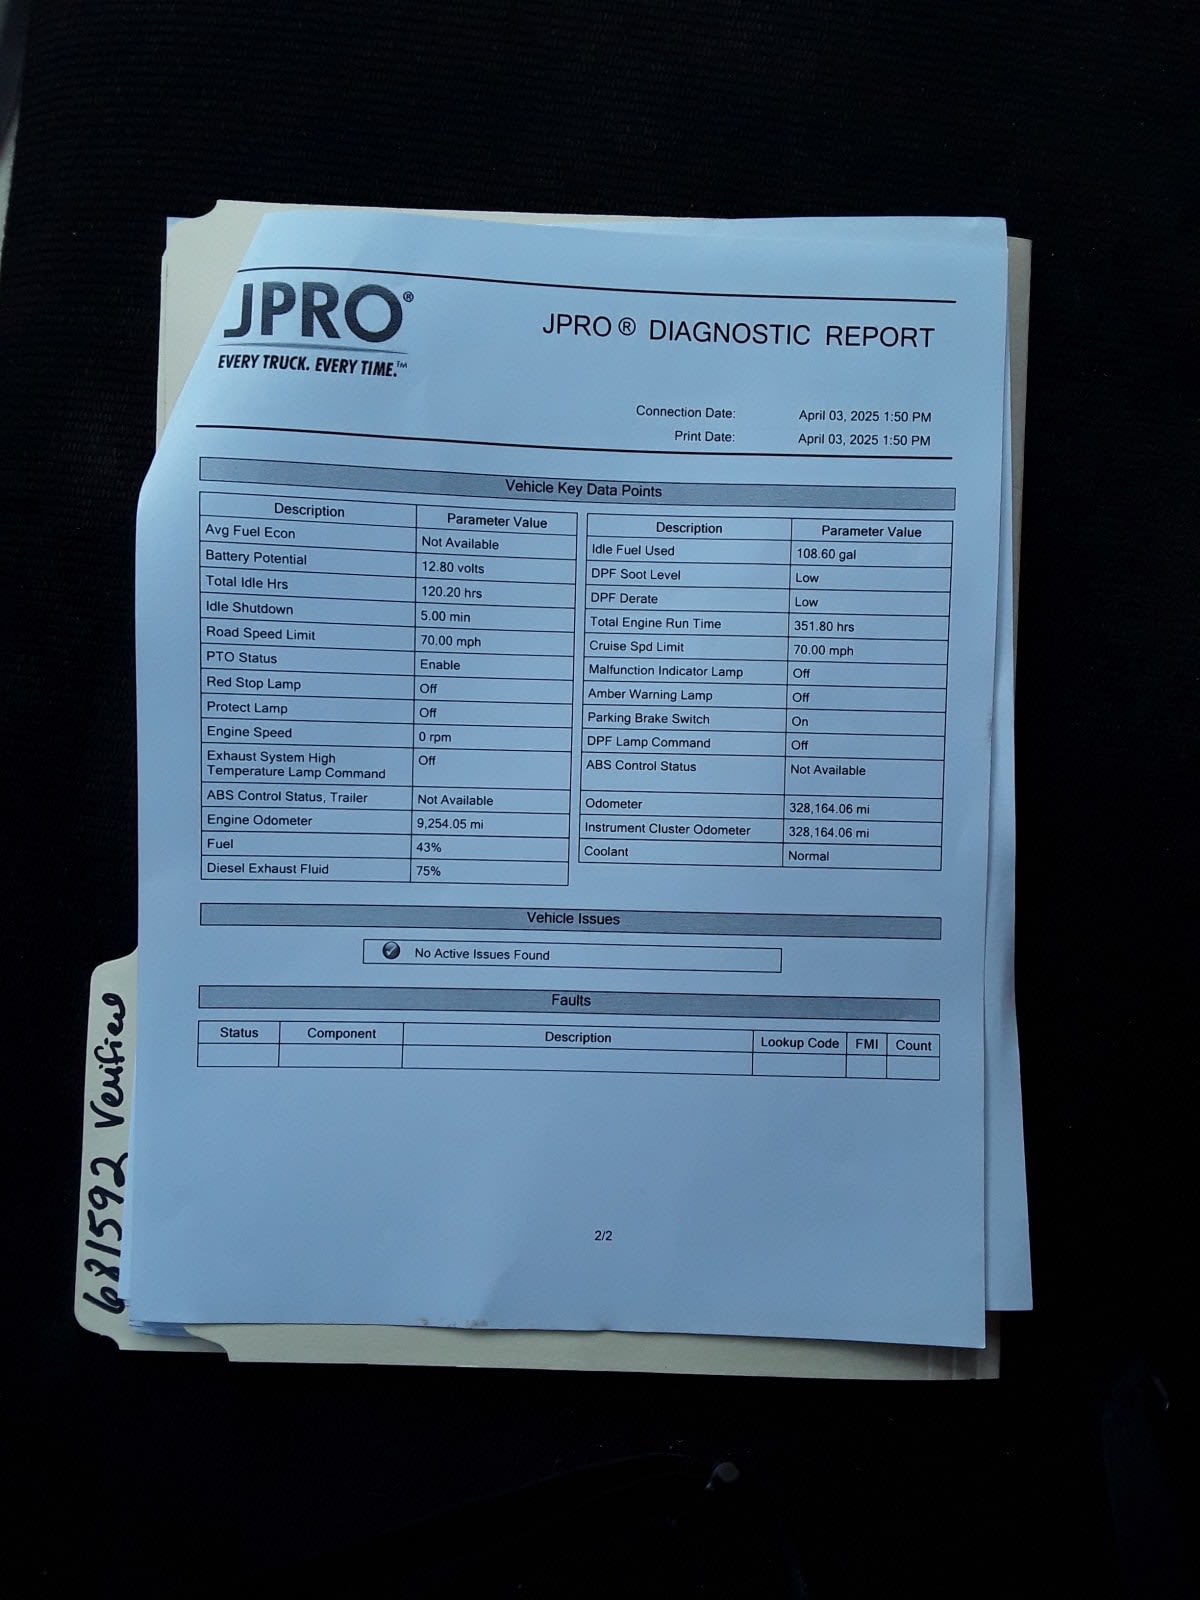 JPRO®
EVERY TRUCK. EVERY TIME.™
JPRO® DIAGNOSTIC REPORT
Connection Date: April 03, 2025 1:50 PM
Print Date: April 03, 2025 1:50 PM
Vehicle Key Data Points
Description Parameter Value
Avg Fuel Econ Not Available
Battery Potential 12.80 volts
Total Idle Hrs 120.20 hrs
Idle Shutdown 5.00 min
Road Speed Limit 70.00 mph
PTO Status Enable
Red Stop Lamp Off
Protect Lamp Off
Engine Speed 0 rpm
Exhaust System High Off
Temperature Lamp Command
ABS Control Status, Trailer Not Available
Engine Odometer 9,254.05 mi
Fuel 43%
Diesel Exhaust Fluid 75%
Description Parameter Value
Idle Fuel Used 108.60 gal
DPF Soot Level Low
DPF Derate Low
Total Engine Run Time 351.80 hrs
Cruise Spd Limit 70.00 mph
Malfunction Indicator Lamp Off
Amber Warning Lamp Off
Parking Brake Switch On
DPF Lamp Command Off
ABS Control Status Not Available
Odometer 328,164.06 mi
Instrument Cluster Odometer 328,164.06 mi
Coolant Normal
Vehicle Issues
No Active Issues Found
Faults
Status Component Description Lookup Code FMI Count
2/2
681592 Verified